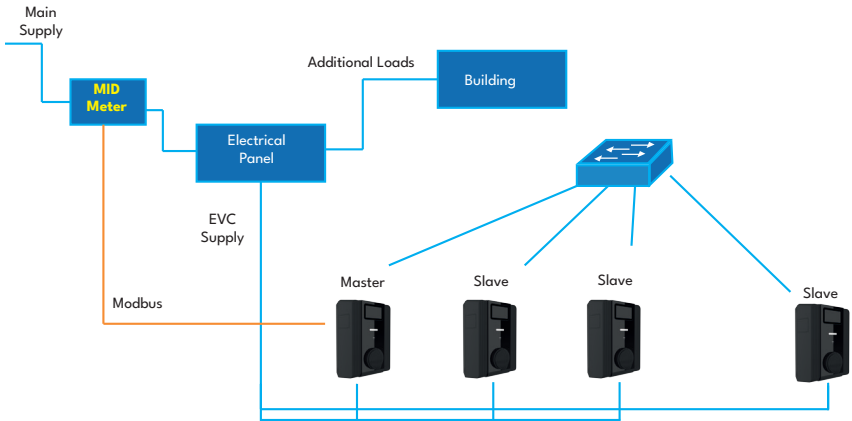 Main
Supply
MID
Meter
Additional Loads
Building
Electrical
Panel
EVC
Supply
Modbus
Master
Slave
Slave
Slave